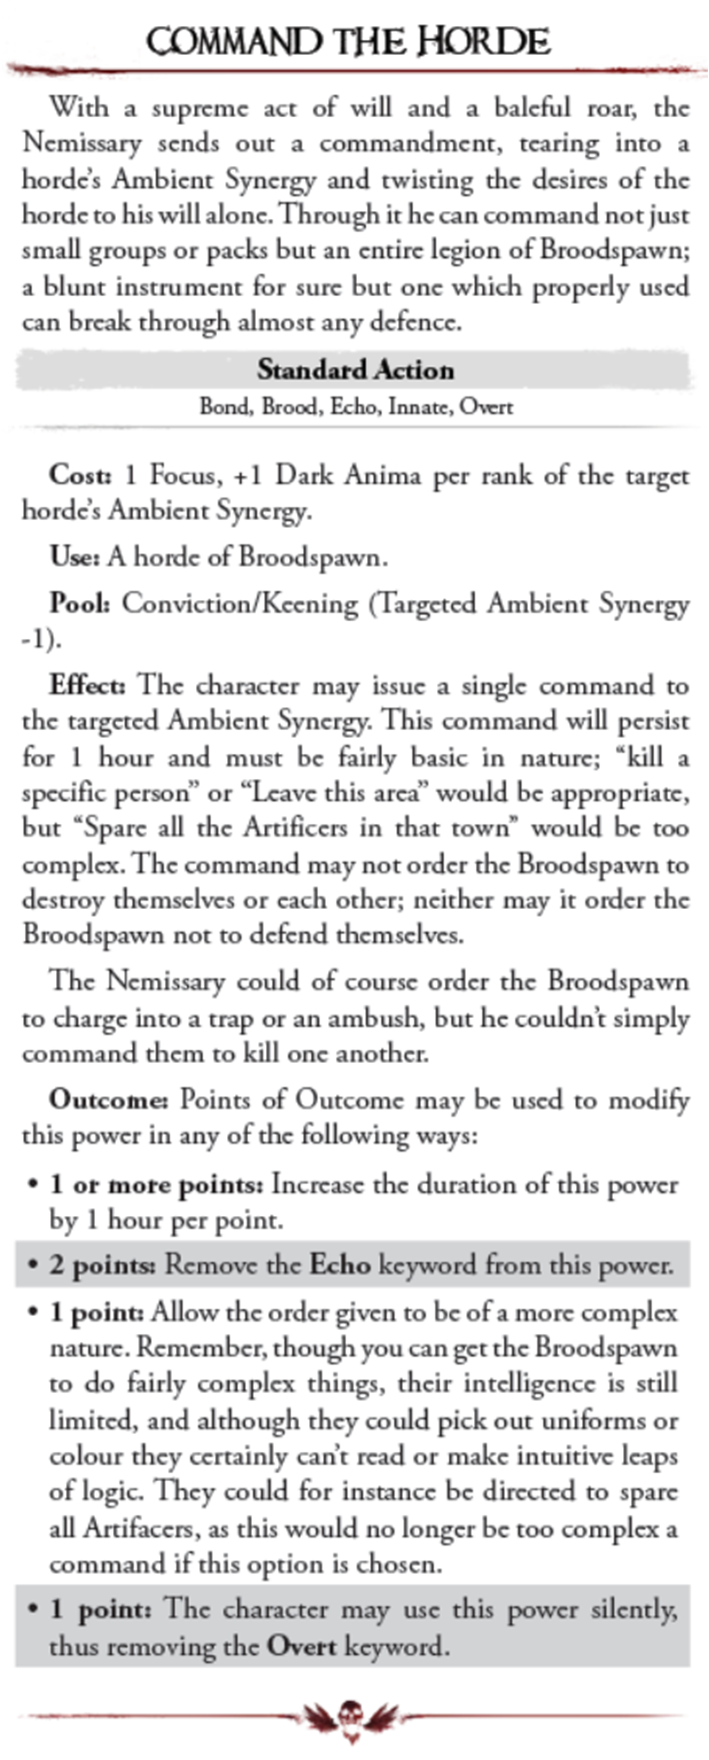 COMMAND THE HORDE
With a supreme act of will and a baleful roar, the
Nemissary sends out a commandment, tearing into a
horde's Ambient Synergy and twisting the desires of the
horde to his will alone. Through it he can command not just
small groups or packs but an entire legion of Broodspawn;
a blunt instrument for sure but one which properly used
can break through almost any defence.
Standard Action
Bond, Brood, Echo, Innate, Overt
Cost: 1 Focus, +1 Dark Anima per rank of the target
horde's Ambient Synergy.
Use: A horde of Broodspawn.
Pool: Conviction/Keening (Targeted Ambient Synergy
-1).
Effect: The character may issue a single command to
the targeted Ambient Synergy. This command will persist
for 1 hour and must be fairly basic in nature; "kill a
specific person" or "Leave this area" would be appropriate,
but "Spare all the Artificers in that town" would be too
complex. The command may not order the Broodspawn to
destroy themselves or each other; neither may it order the
Broodspawn not to defend themselves.
The Nemissary could of course order the Broodspawn
to charge into a trap or an ambush, but he couldn't simply
command them to kill one another.
Outcome: Points of Outcome may be used to modify
this power in any of the following ways:
• 1 or more points: Increase the duration of this power
by 1 hour per point.
• 2 points: Remove the Echo keyword from this power.
• 1 point: Allow the order given to be of a more complex
nature. Remember, though you can get the Broodspawn
to do fairly complex things, their intelligence is still
limited, and although they could pick out uniforms or
colour they certainly can't read or make intuitive leaps
of logic. They could for instance be directed to spare
all Artifacers, as this would no longer be too complex a
command if this option is chosen.
• 1 point: The character may use this power silently,
thus removing the Overt keyword.